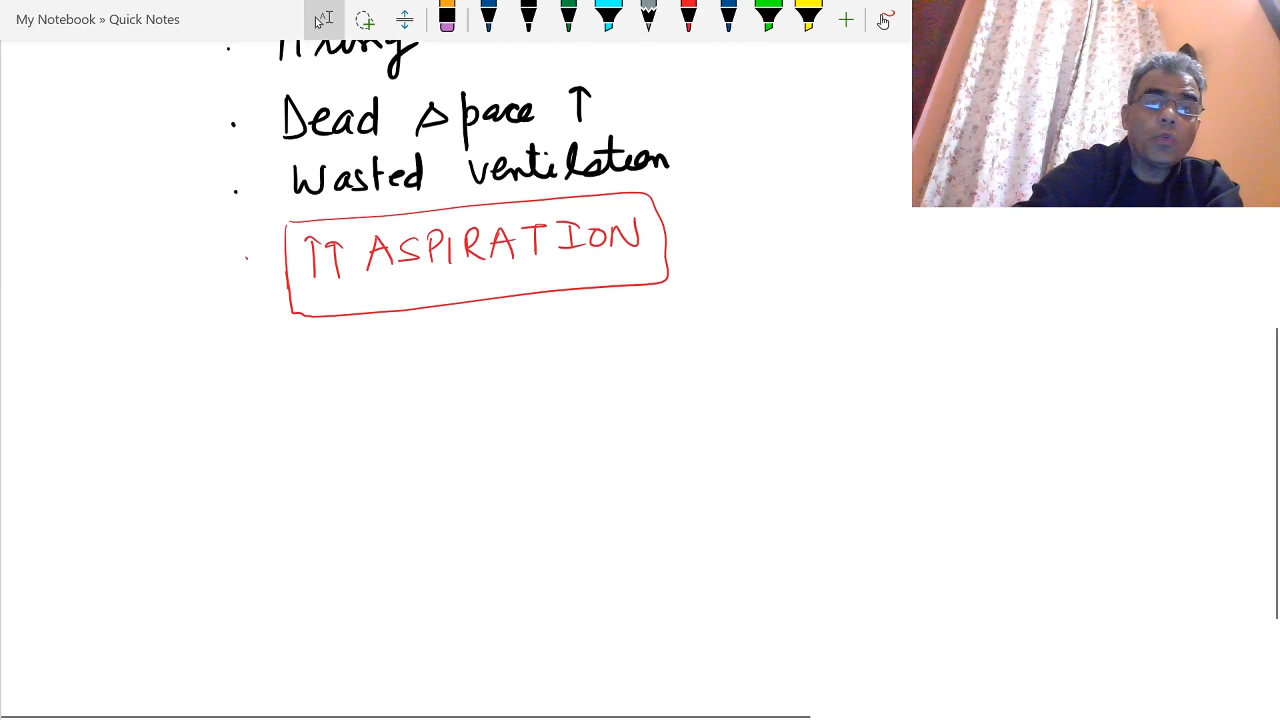 My Notebook » Quick Notes
. Dead space ↑
. Wasted ventilation
. ↑↑ ASPIRATION